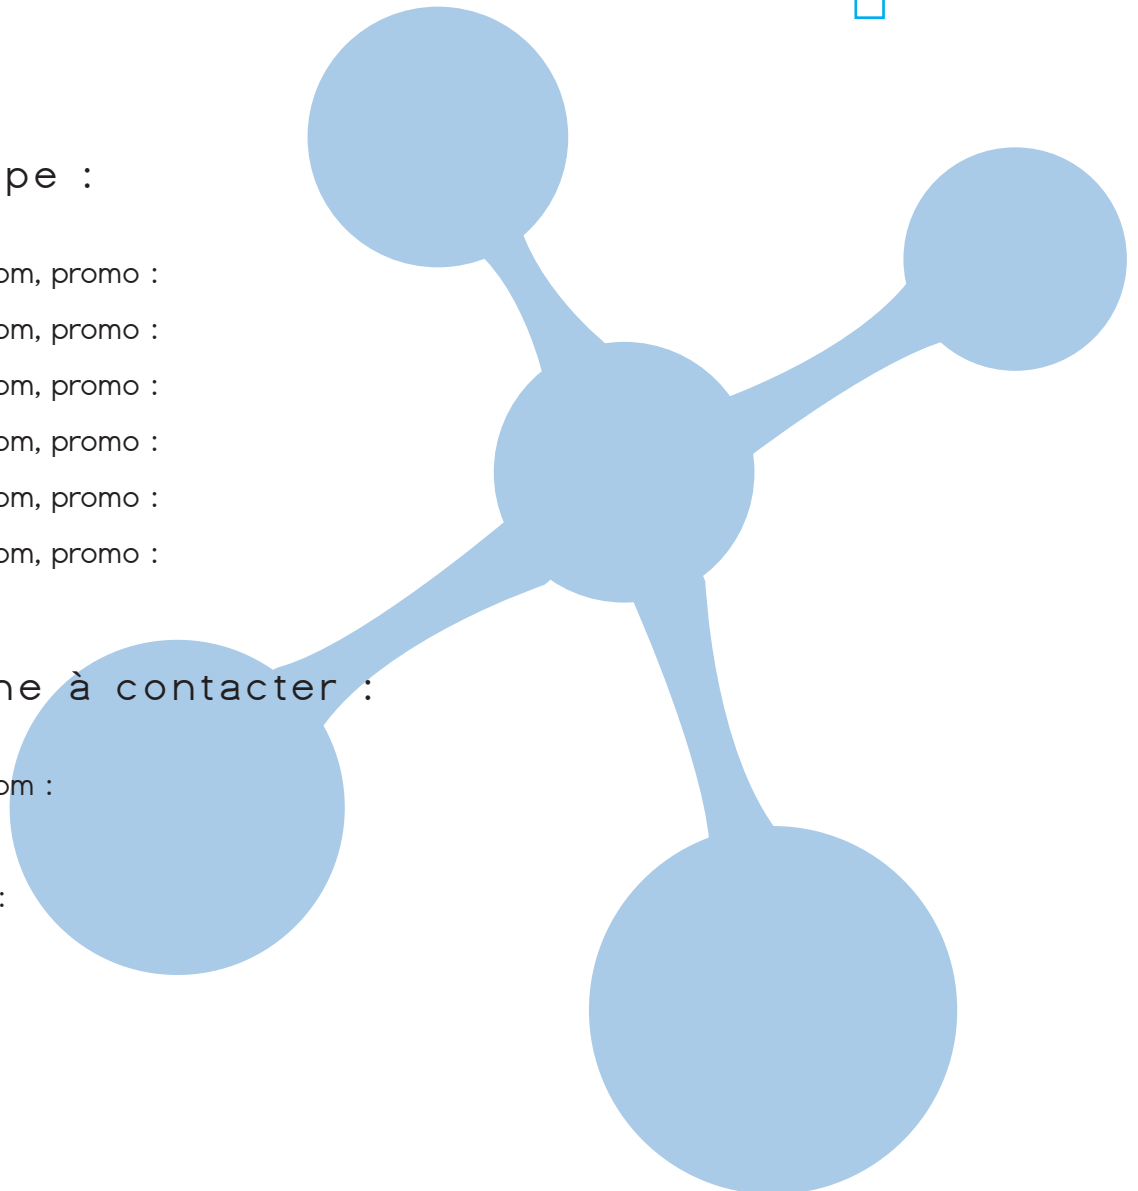 pe :
om, promo :
om, promo :
om, promo :
om, promo :
om, promo :
om, promo :
ne à contacter :
om :
: